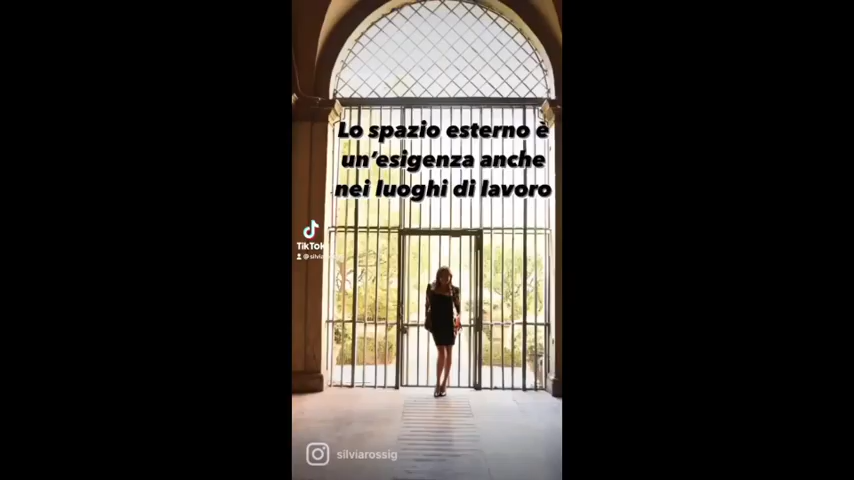 Lo spazio esterno è
un'esigenza anche
nei luoghi di lavoro
TikTok
silviarossig